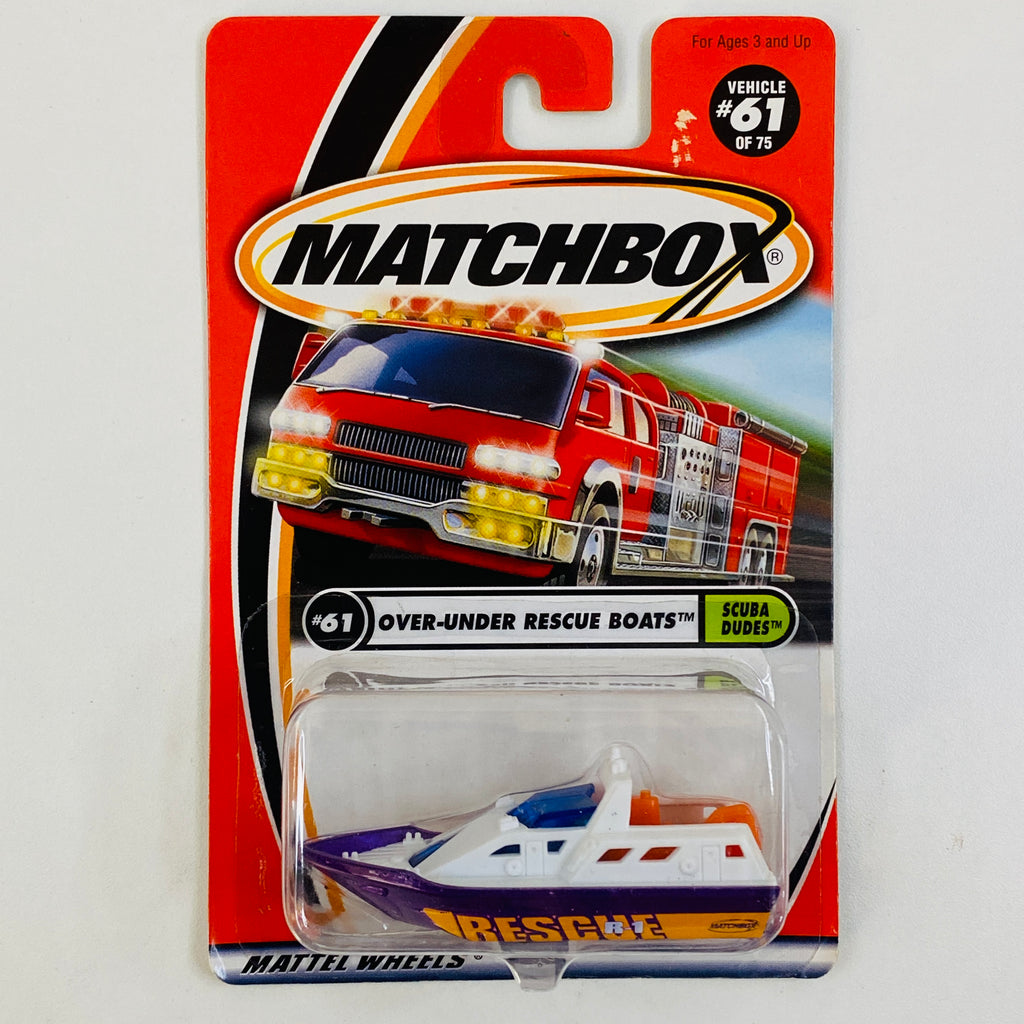 For Ages 3 and Up
VEHICLE
#61
OF 75
MATCHBOX®
#61 OVER-UNDER RESCUE BOATS™
SCUBA
DUDES™
RESCUE
R-1
MATCHBOX
MATTEL WHEELS®